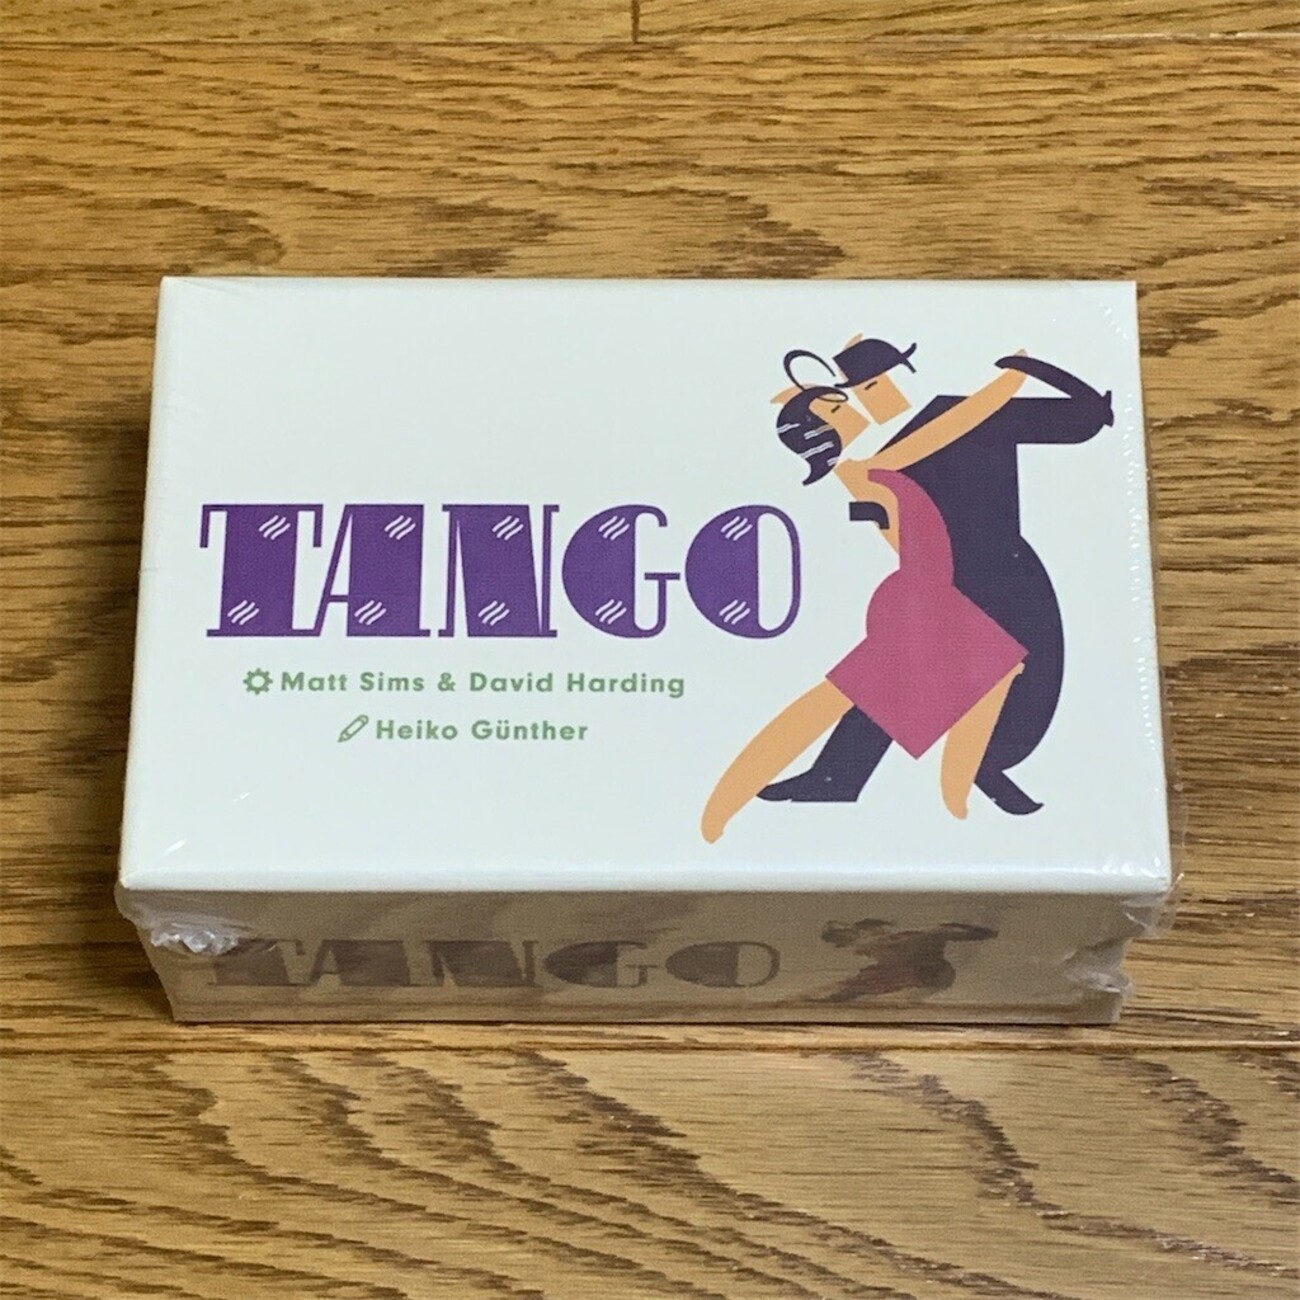 TANGO
Matt Sims & David Harding
Heiko Günther
TANGO